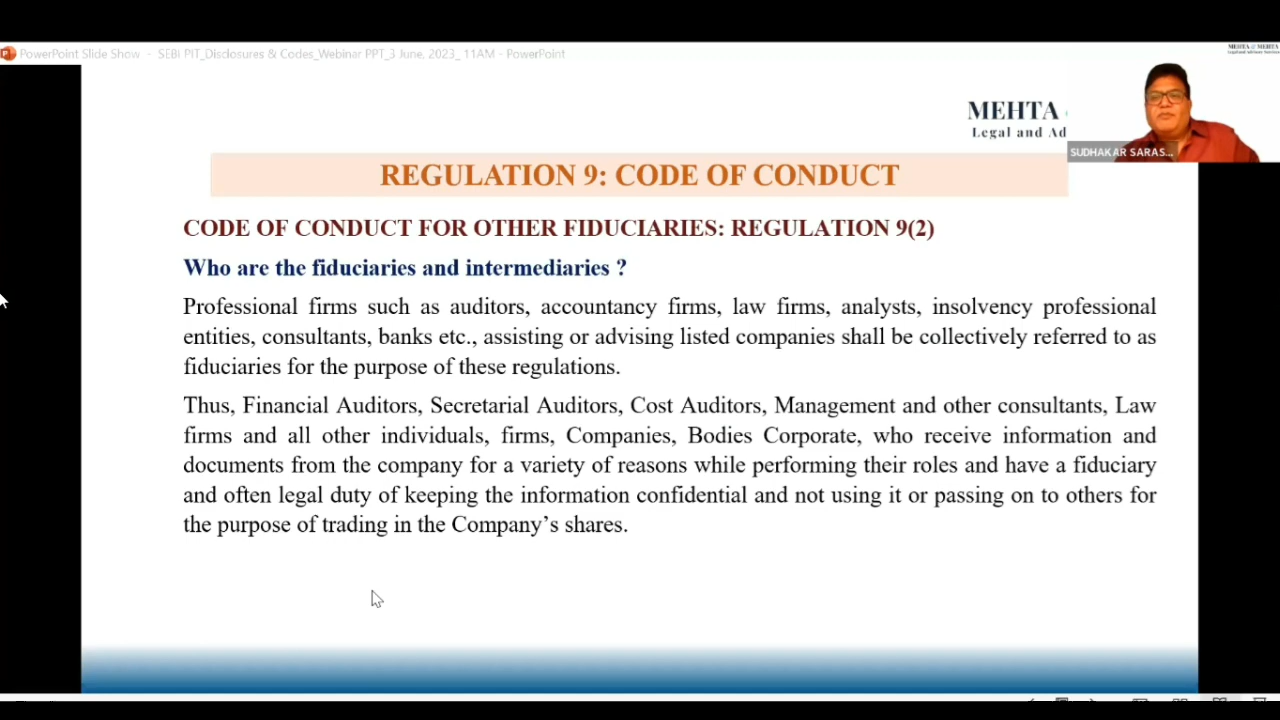 PowerPoint Slide Show - SEBI PIT_Disclosures & Codes_Webinar PPT_3 June, 2023_ 11AM - PowerPoint
MEHTA & MEHTA
Legal and Advisory Services
MEHTA
Legal and Ad
SUDHAKAR SARAS...
REGULATION 9: CODE OF CONDUCT
CODE OF CONDUCT FOR OTHER FIDUCIARIES: REGULATION 9(2)
Who are the fiduciaries and intermediaries ?
Professional firms such as auditors, accountancy firms, law firms, analysts, insolvency professional
entities, consultants, banks etc., assisting or advising listed companies shall be collectively referred to as
fiduciaries for the purpose of these regulations.
Thus, Financial Auditors, Secretarial Auditors, Cost Auditors, Management and other consultants, Law
firms and all other individuals, firms, Companies, Bodies Corporate, who receive information and
documents from the company for a variety of reasons while performing their roles and have a fiduciary
and often legal duty of keeping the information confidential and not using it or passing on to others for
the purpose of trading in the Company’s shares.